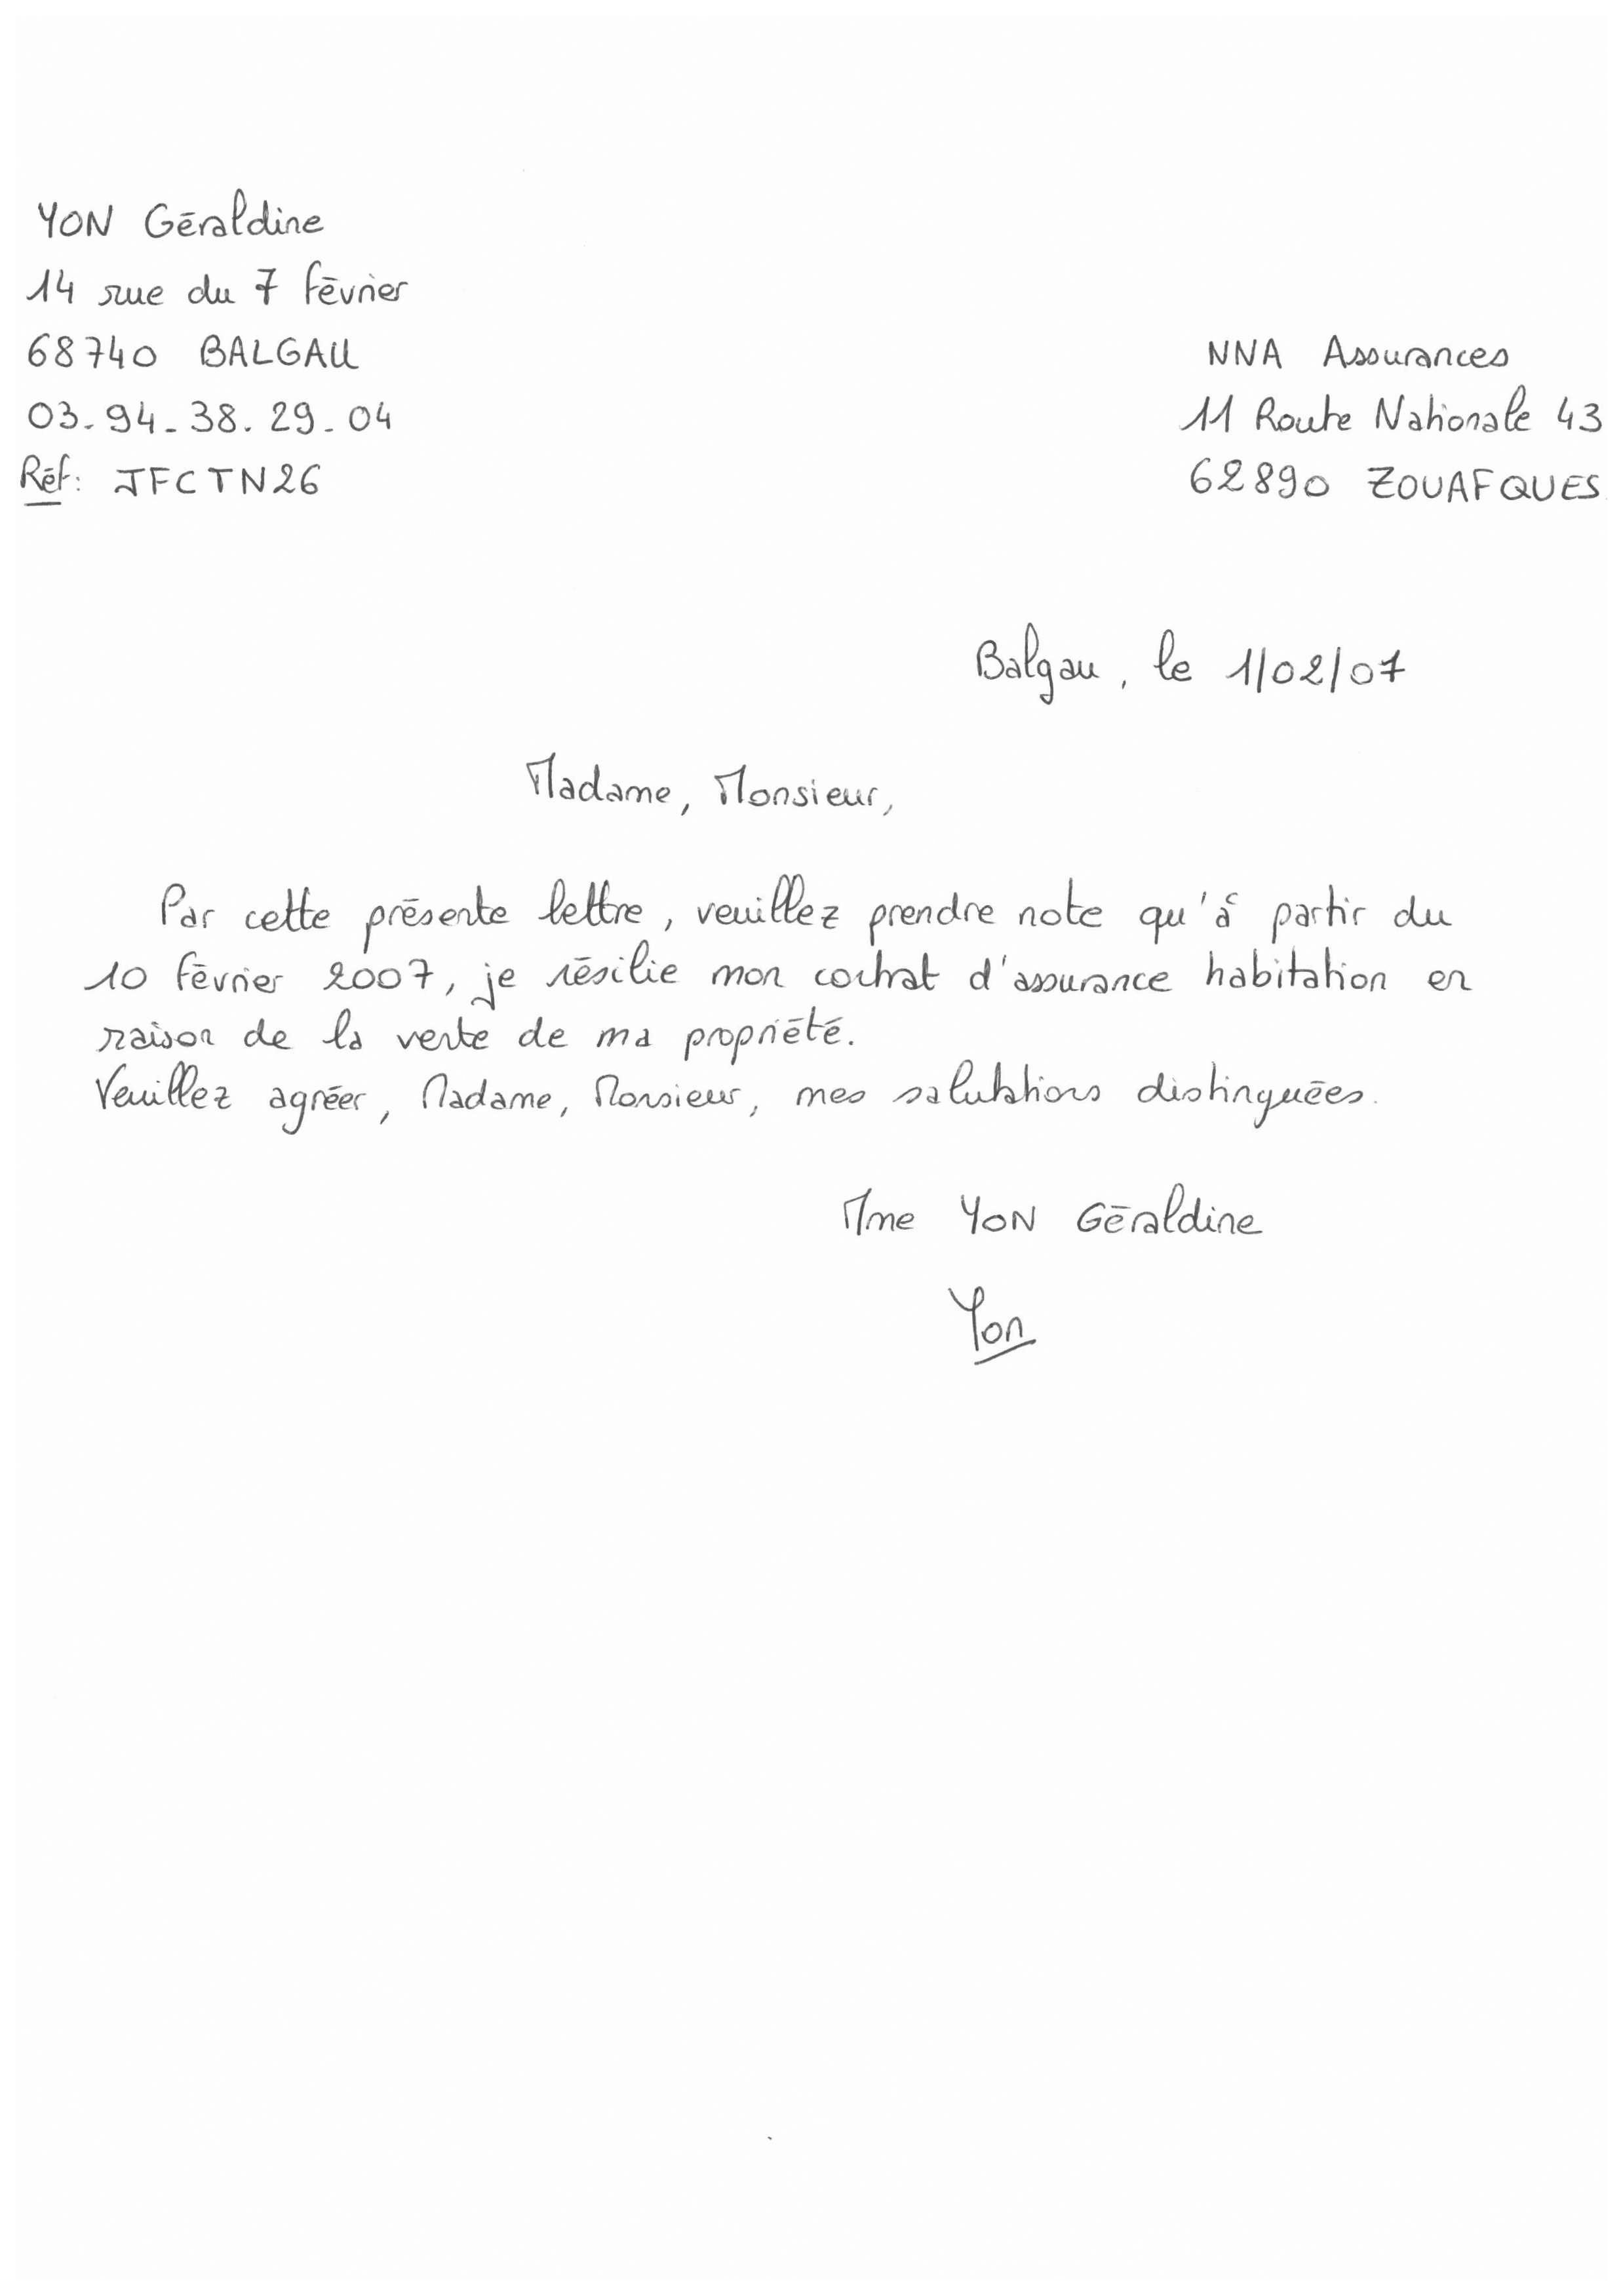 YON Géraldine
14 rue du 7 février
68740 BALGAU
03.94.38.29.04
Réf: JFCTN26
NNA Assurances
11 Route Nationale 43
62890 ZOUAFQUES
Balgau, le 1/02/07
Madame, Monsieur,
Par cette présente lettre, veuillez prendre note qu'à partir du
10 février 2007, je résilie mon contrat d'assurance habitation en
raison de la vente de ma propriété.
Veuillez agréer, Madame, Monsieur, mes salutations distinguées.
Mme YON Géraldine
Yon